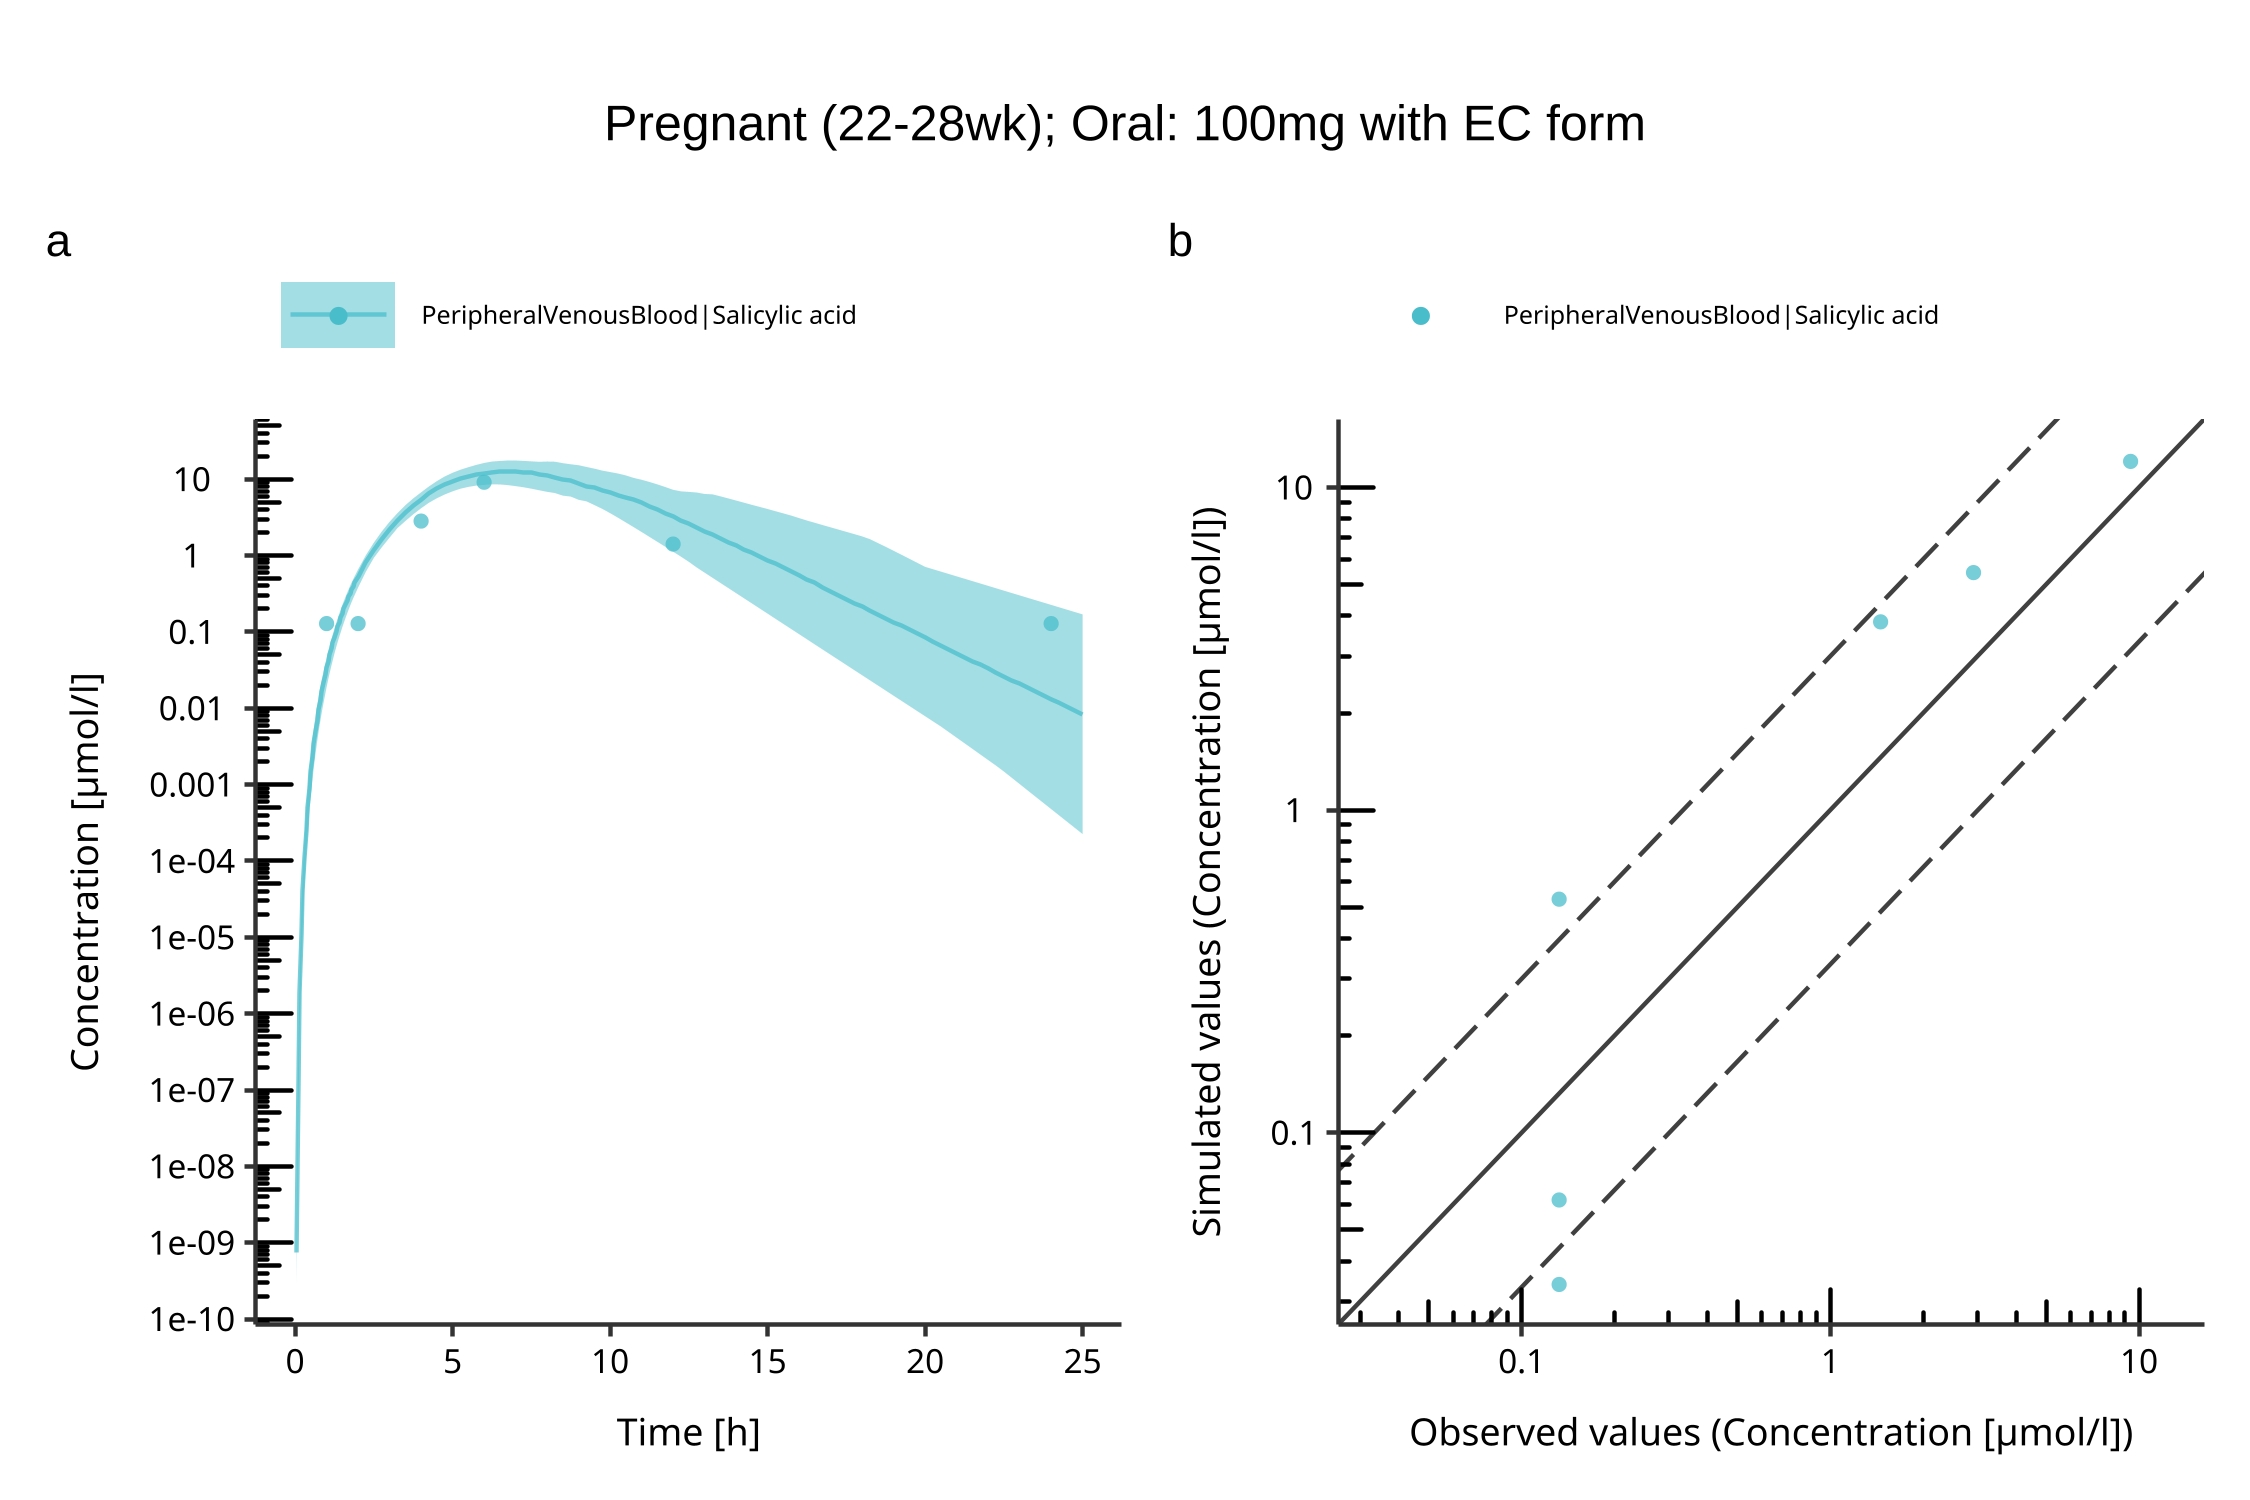 Pregnant (22-28wk); Oral: 100mg with EC form
a
PeripheralVenousBlood|Salicylic acid
Concentration [µmol/l]
10
1
0.1
0.01
0.001
1e-04
1e-05
1e-06
1e-07
1e-08
1e-09
1e-10
0 5 10 15 20 25
Time [h]
b
PeripheralVenousBlood|Salicylic acid
Simulated values (Concentration [µmol/l])
10
1
0.1
0.1 1 10
Observed values (Concentration [µmol/l])